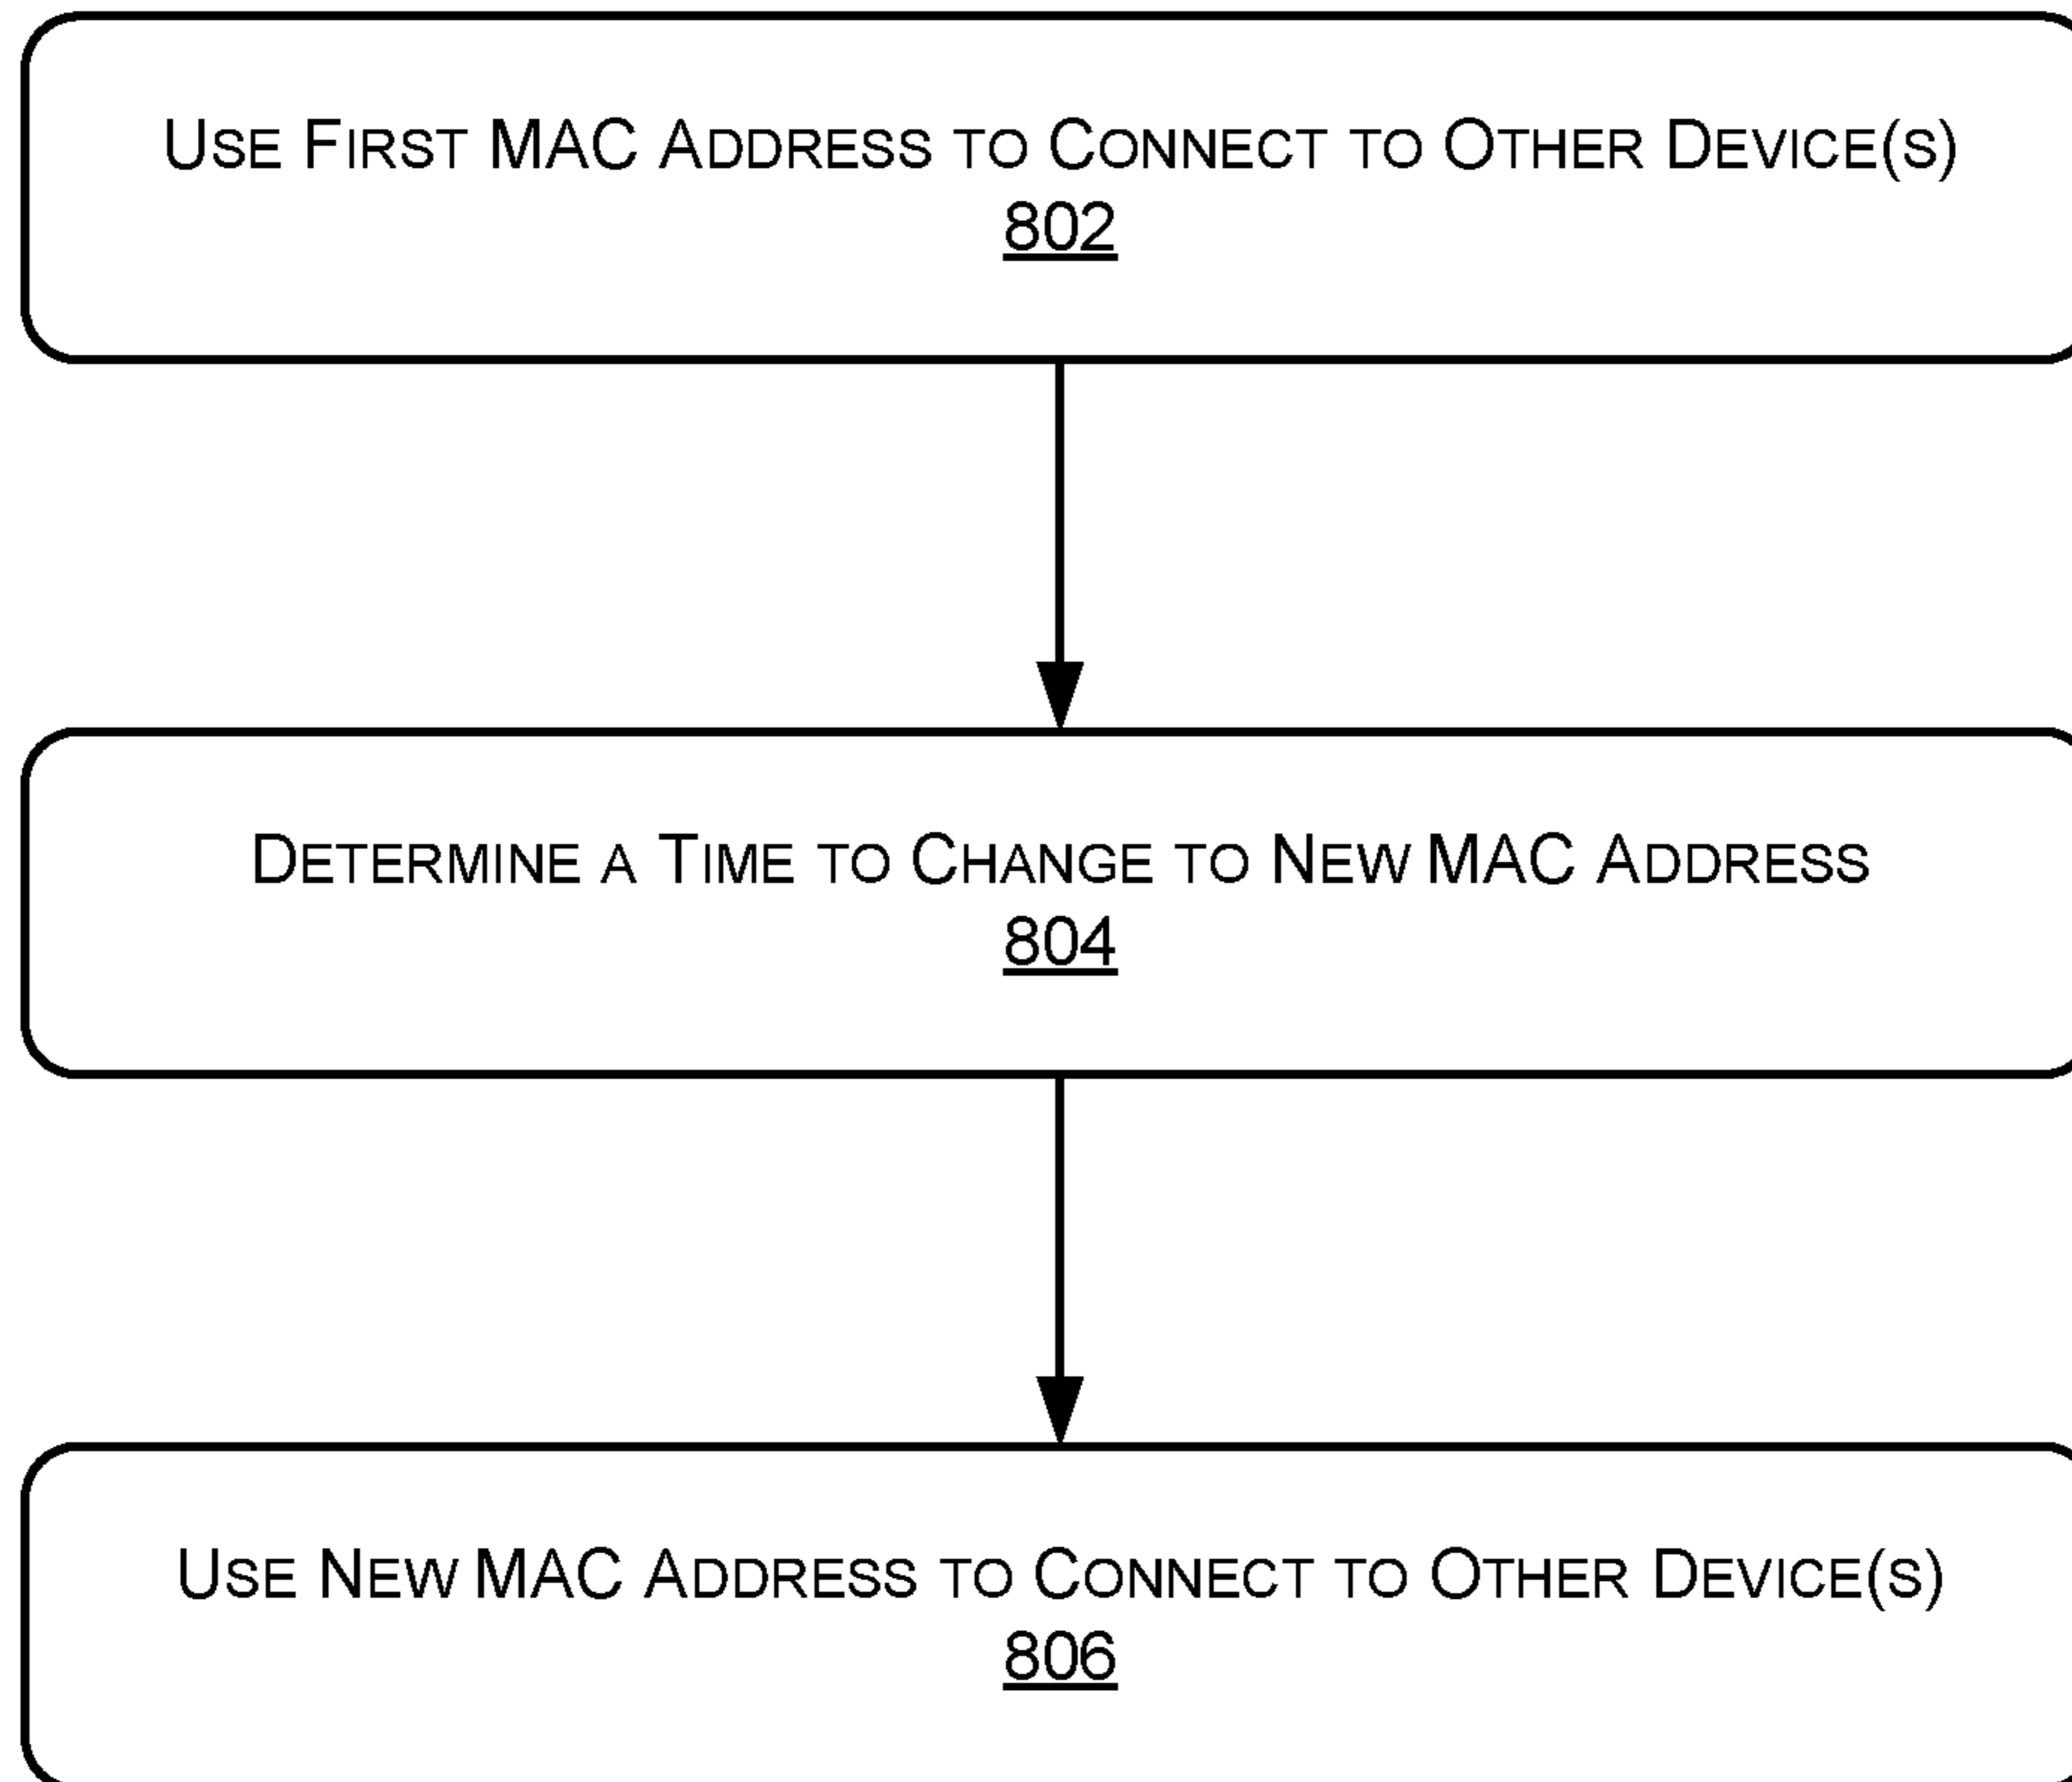 Use First MAC Address to Connect to Other Device(s)
802
Determine a Time to Change to New MAC Address
804
Use New MAC Address to Connect to Other Device(s)
806